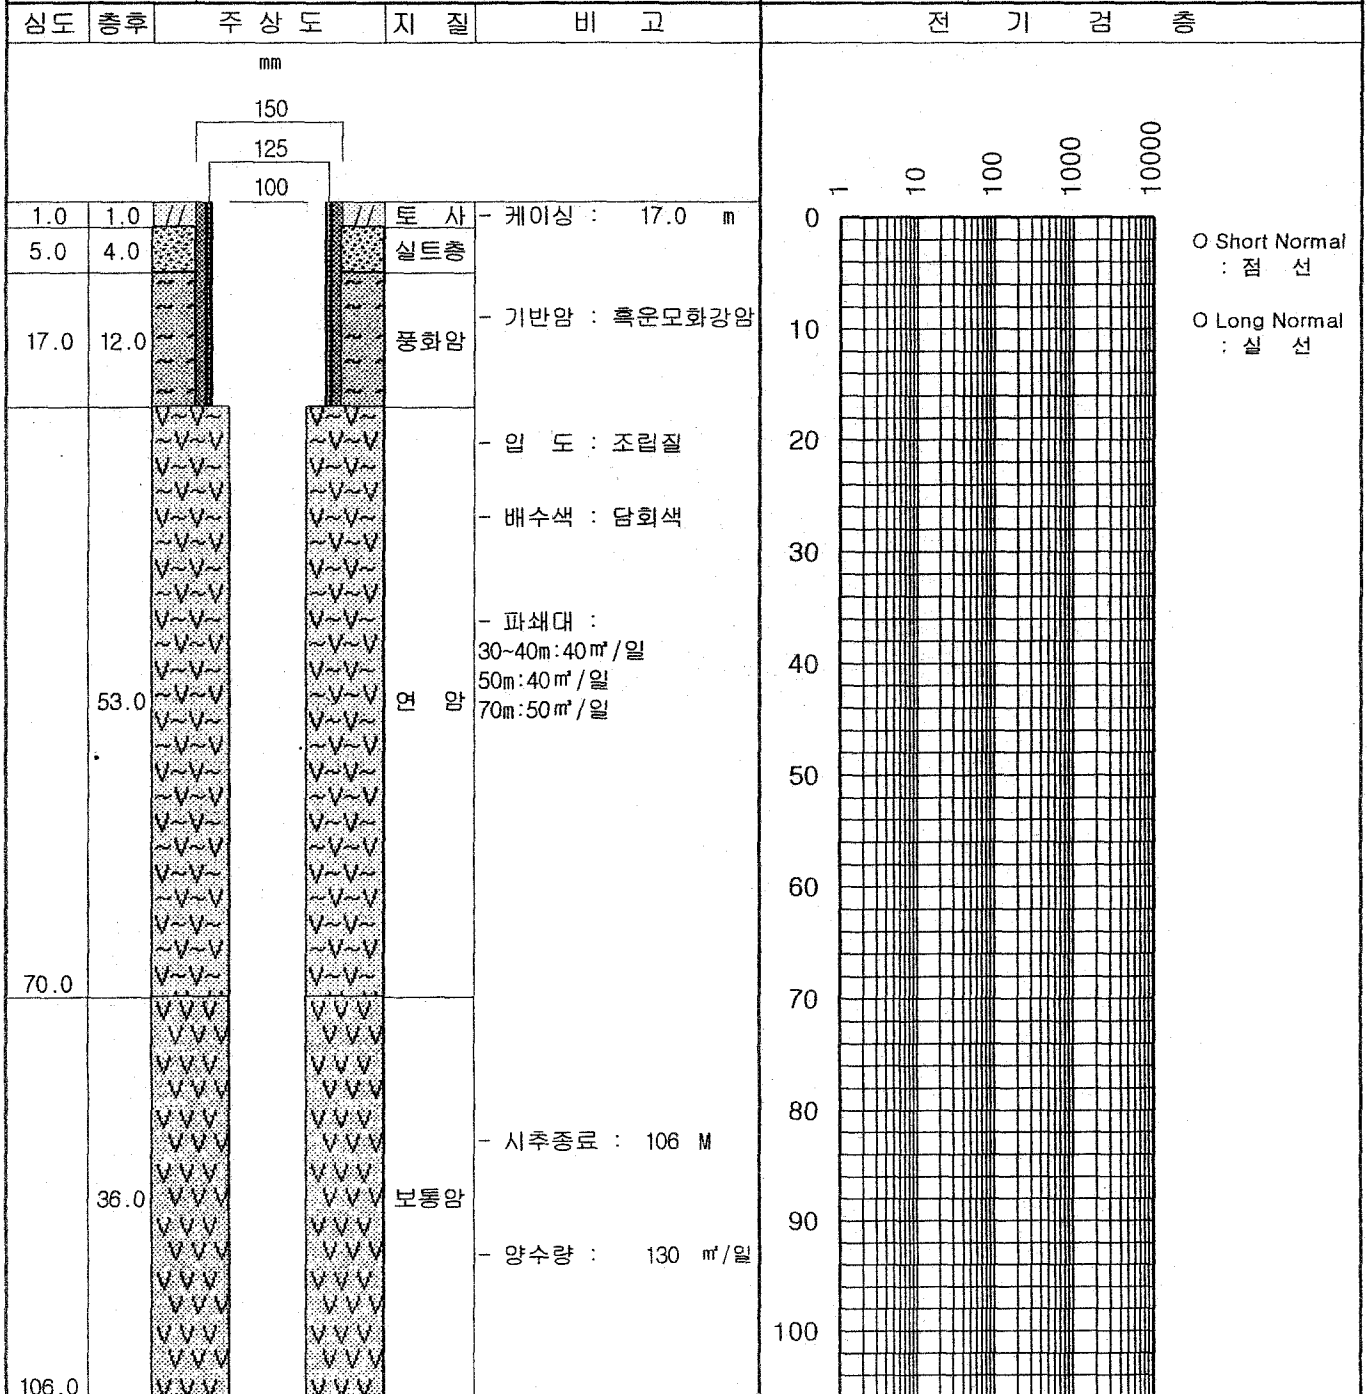 심도 층후 주 상 도 지 질 비 고 전 기 검 층
mm
150
125
100
1 10 100 1000 10000
1.0 1.0 토 사 - 케이싱 : 17.0 m
5.0 4.0 실트층
17.0 12.0 풍화암
- 기반암 : 흑운모화강암
- 입 도 : 조립질
- 배수색 : 담회색
- 파쇄대 :
30~40m:40㎥/일
50m:40㎥/일
70m:50㎥/일
53.0 연 암
70.0
- 시추종료 : 106 M
36.0 보통암
- 양수량 : 130 ㎥/일
106.0
0
10
20
30
40
50
60
70
80
90
100
O Short Normal
: 점 선
O Long Normal
: 실 선